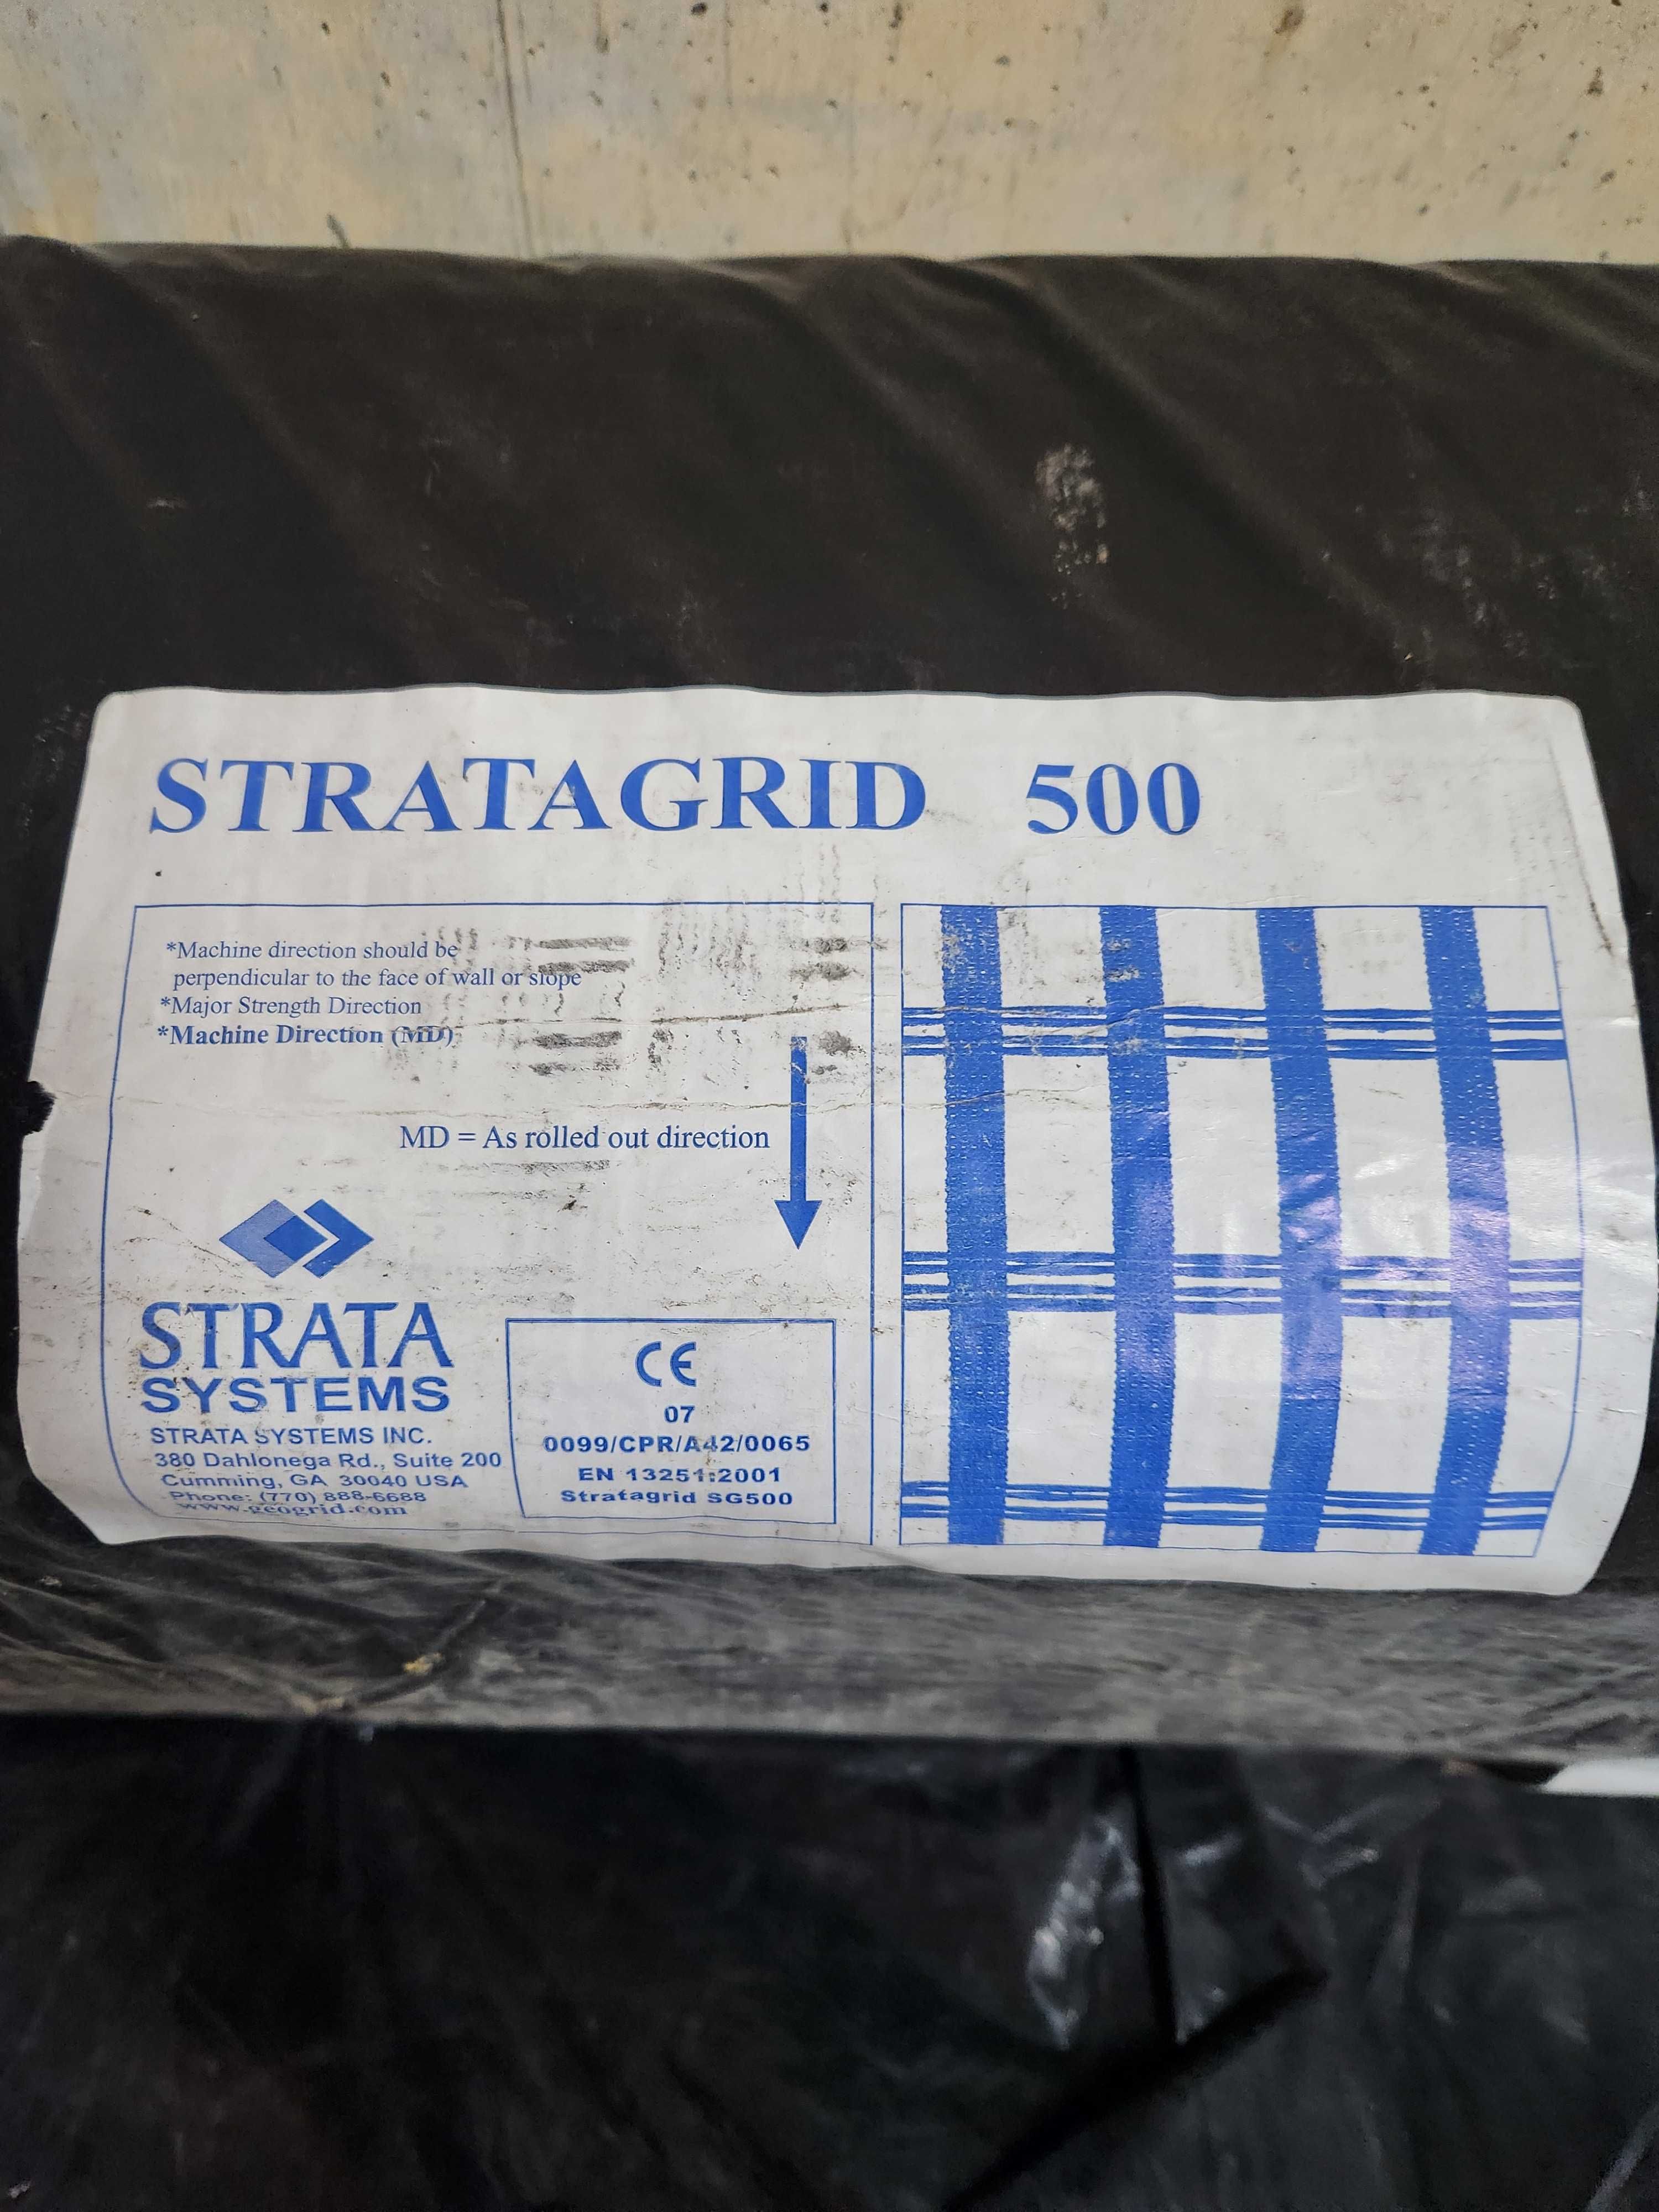 STRATAGRID 500
*Machine direction should be
perpendicular to the face of wall or slope
*Major Strength Direction
*Machine Direction (MD)
MD = As rolled out direction
STRATA
SYSTEMS
STRATA SYSTEMS INC.
380 Dahlonega Rd., Suite 200
Cumming, GA 30040 USA
Phone: (770) 888-6688
www.geogrid.com
CE
07
0099/CPR/A42/0065
EN 13251:2001
Stratagrid SG500